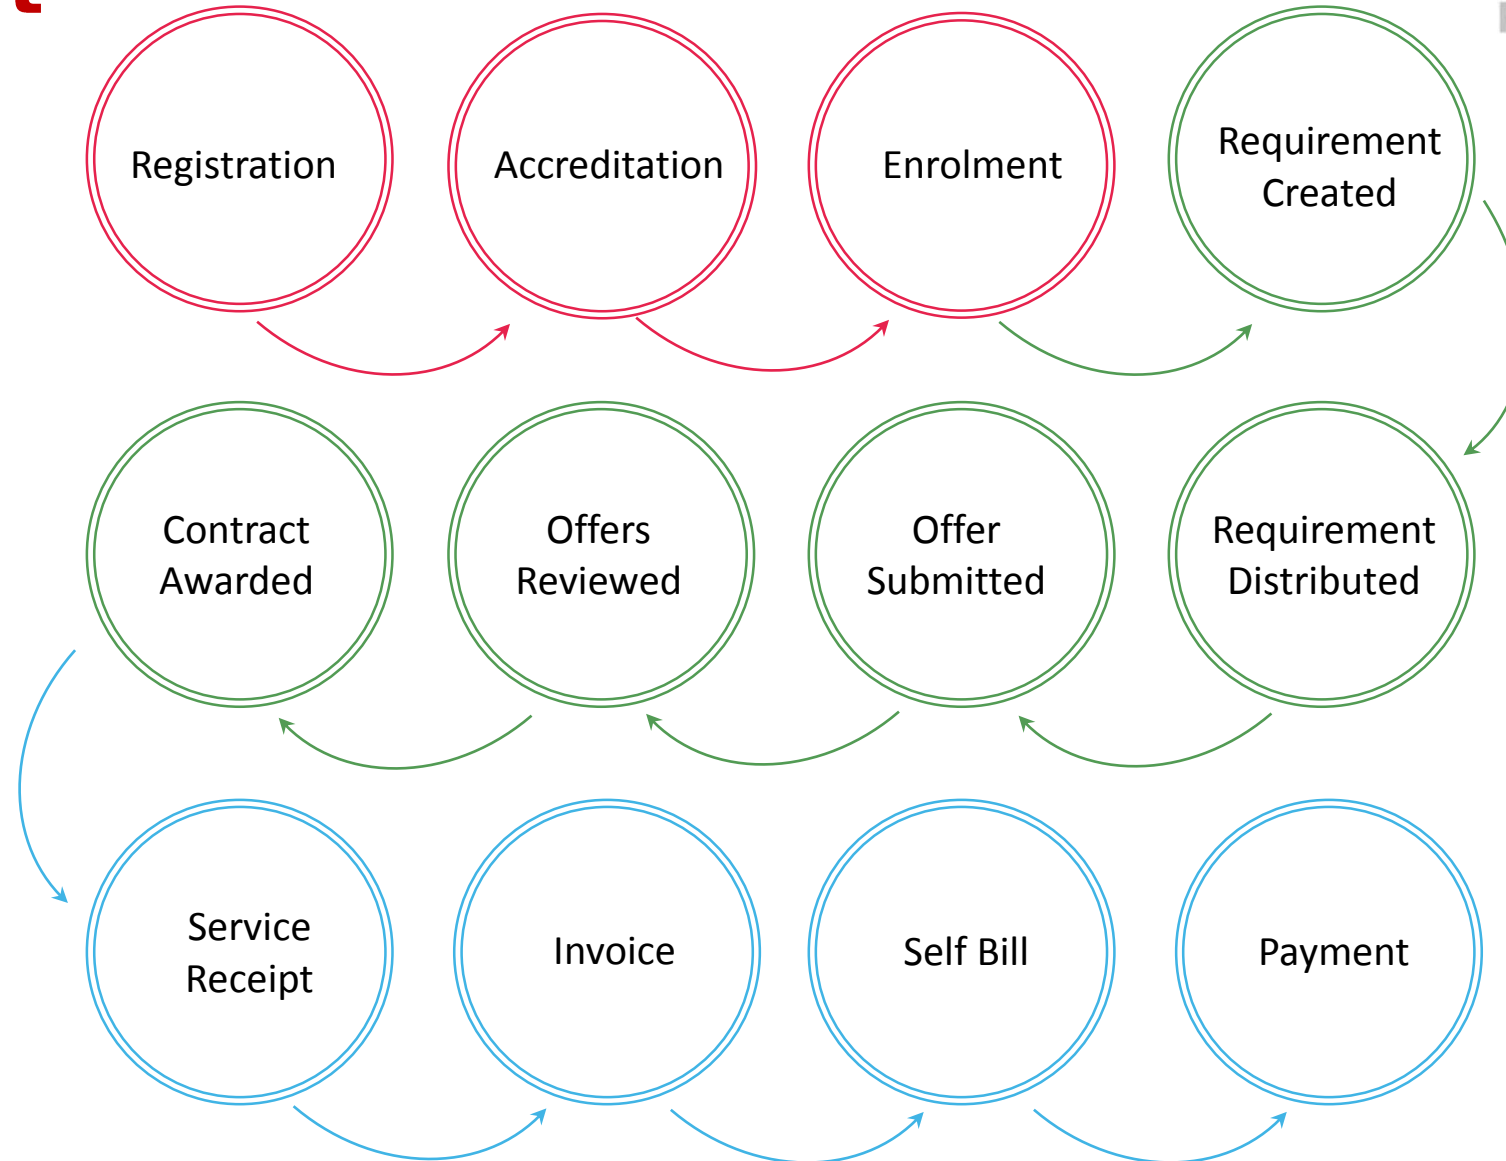 Registration
Accreditation
Enrolment
Requirement
Created
Contract
Awarded
Offers
Reviewed
Offer
Submitted
Requirement
Distributed
Service
Receipt
Invoice
Self Bill
Payment